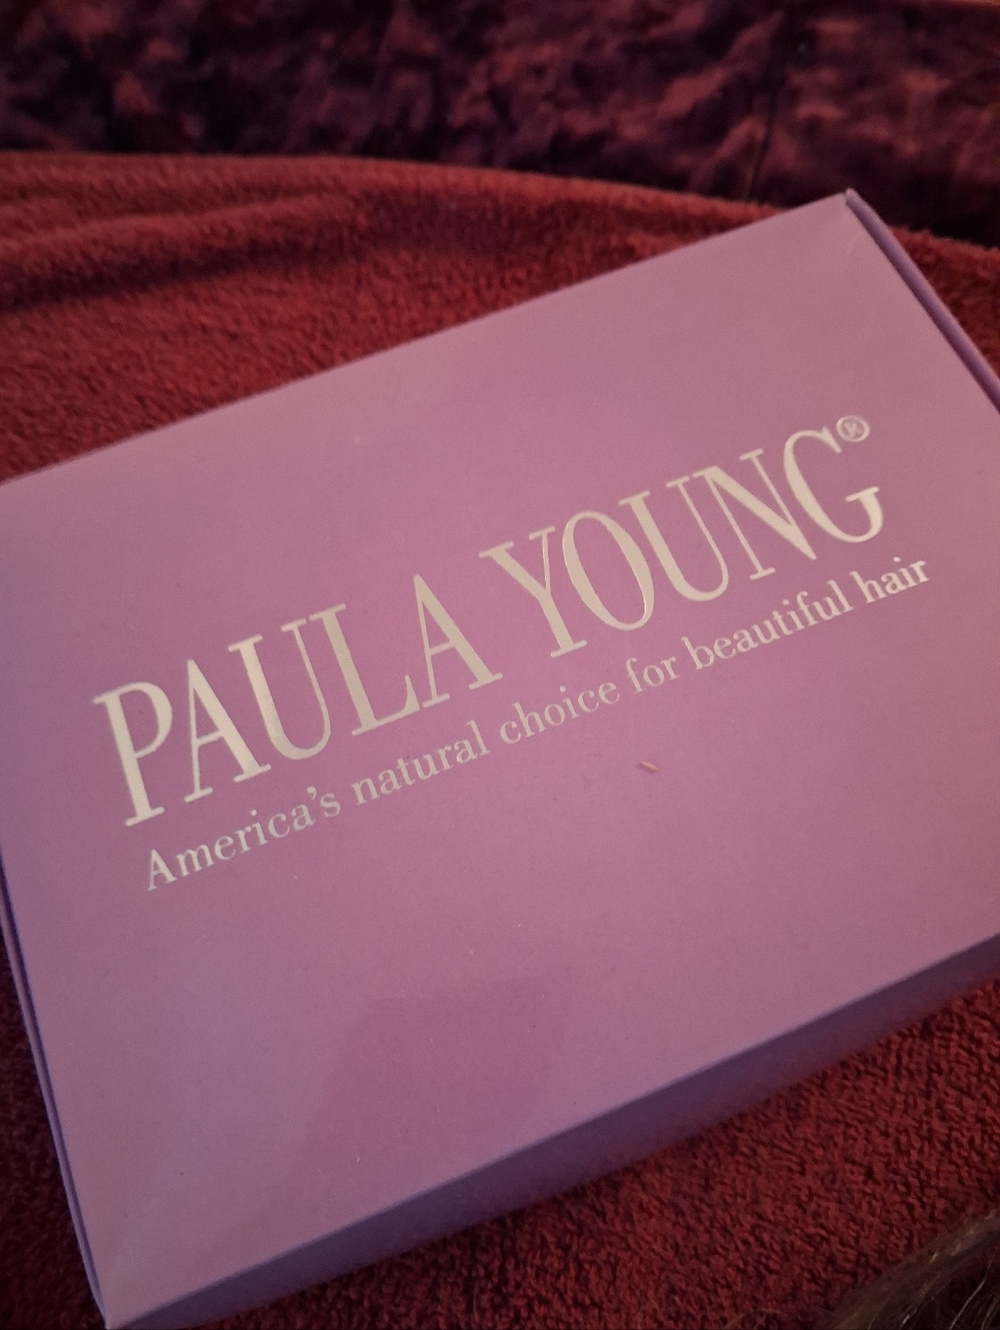 PAULA YOUNG®
America's natural choice for beautiful hair